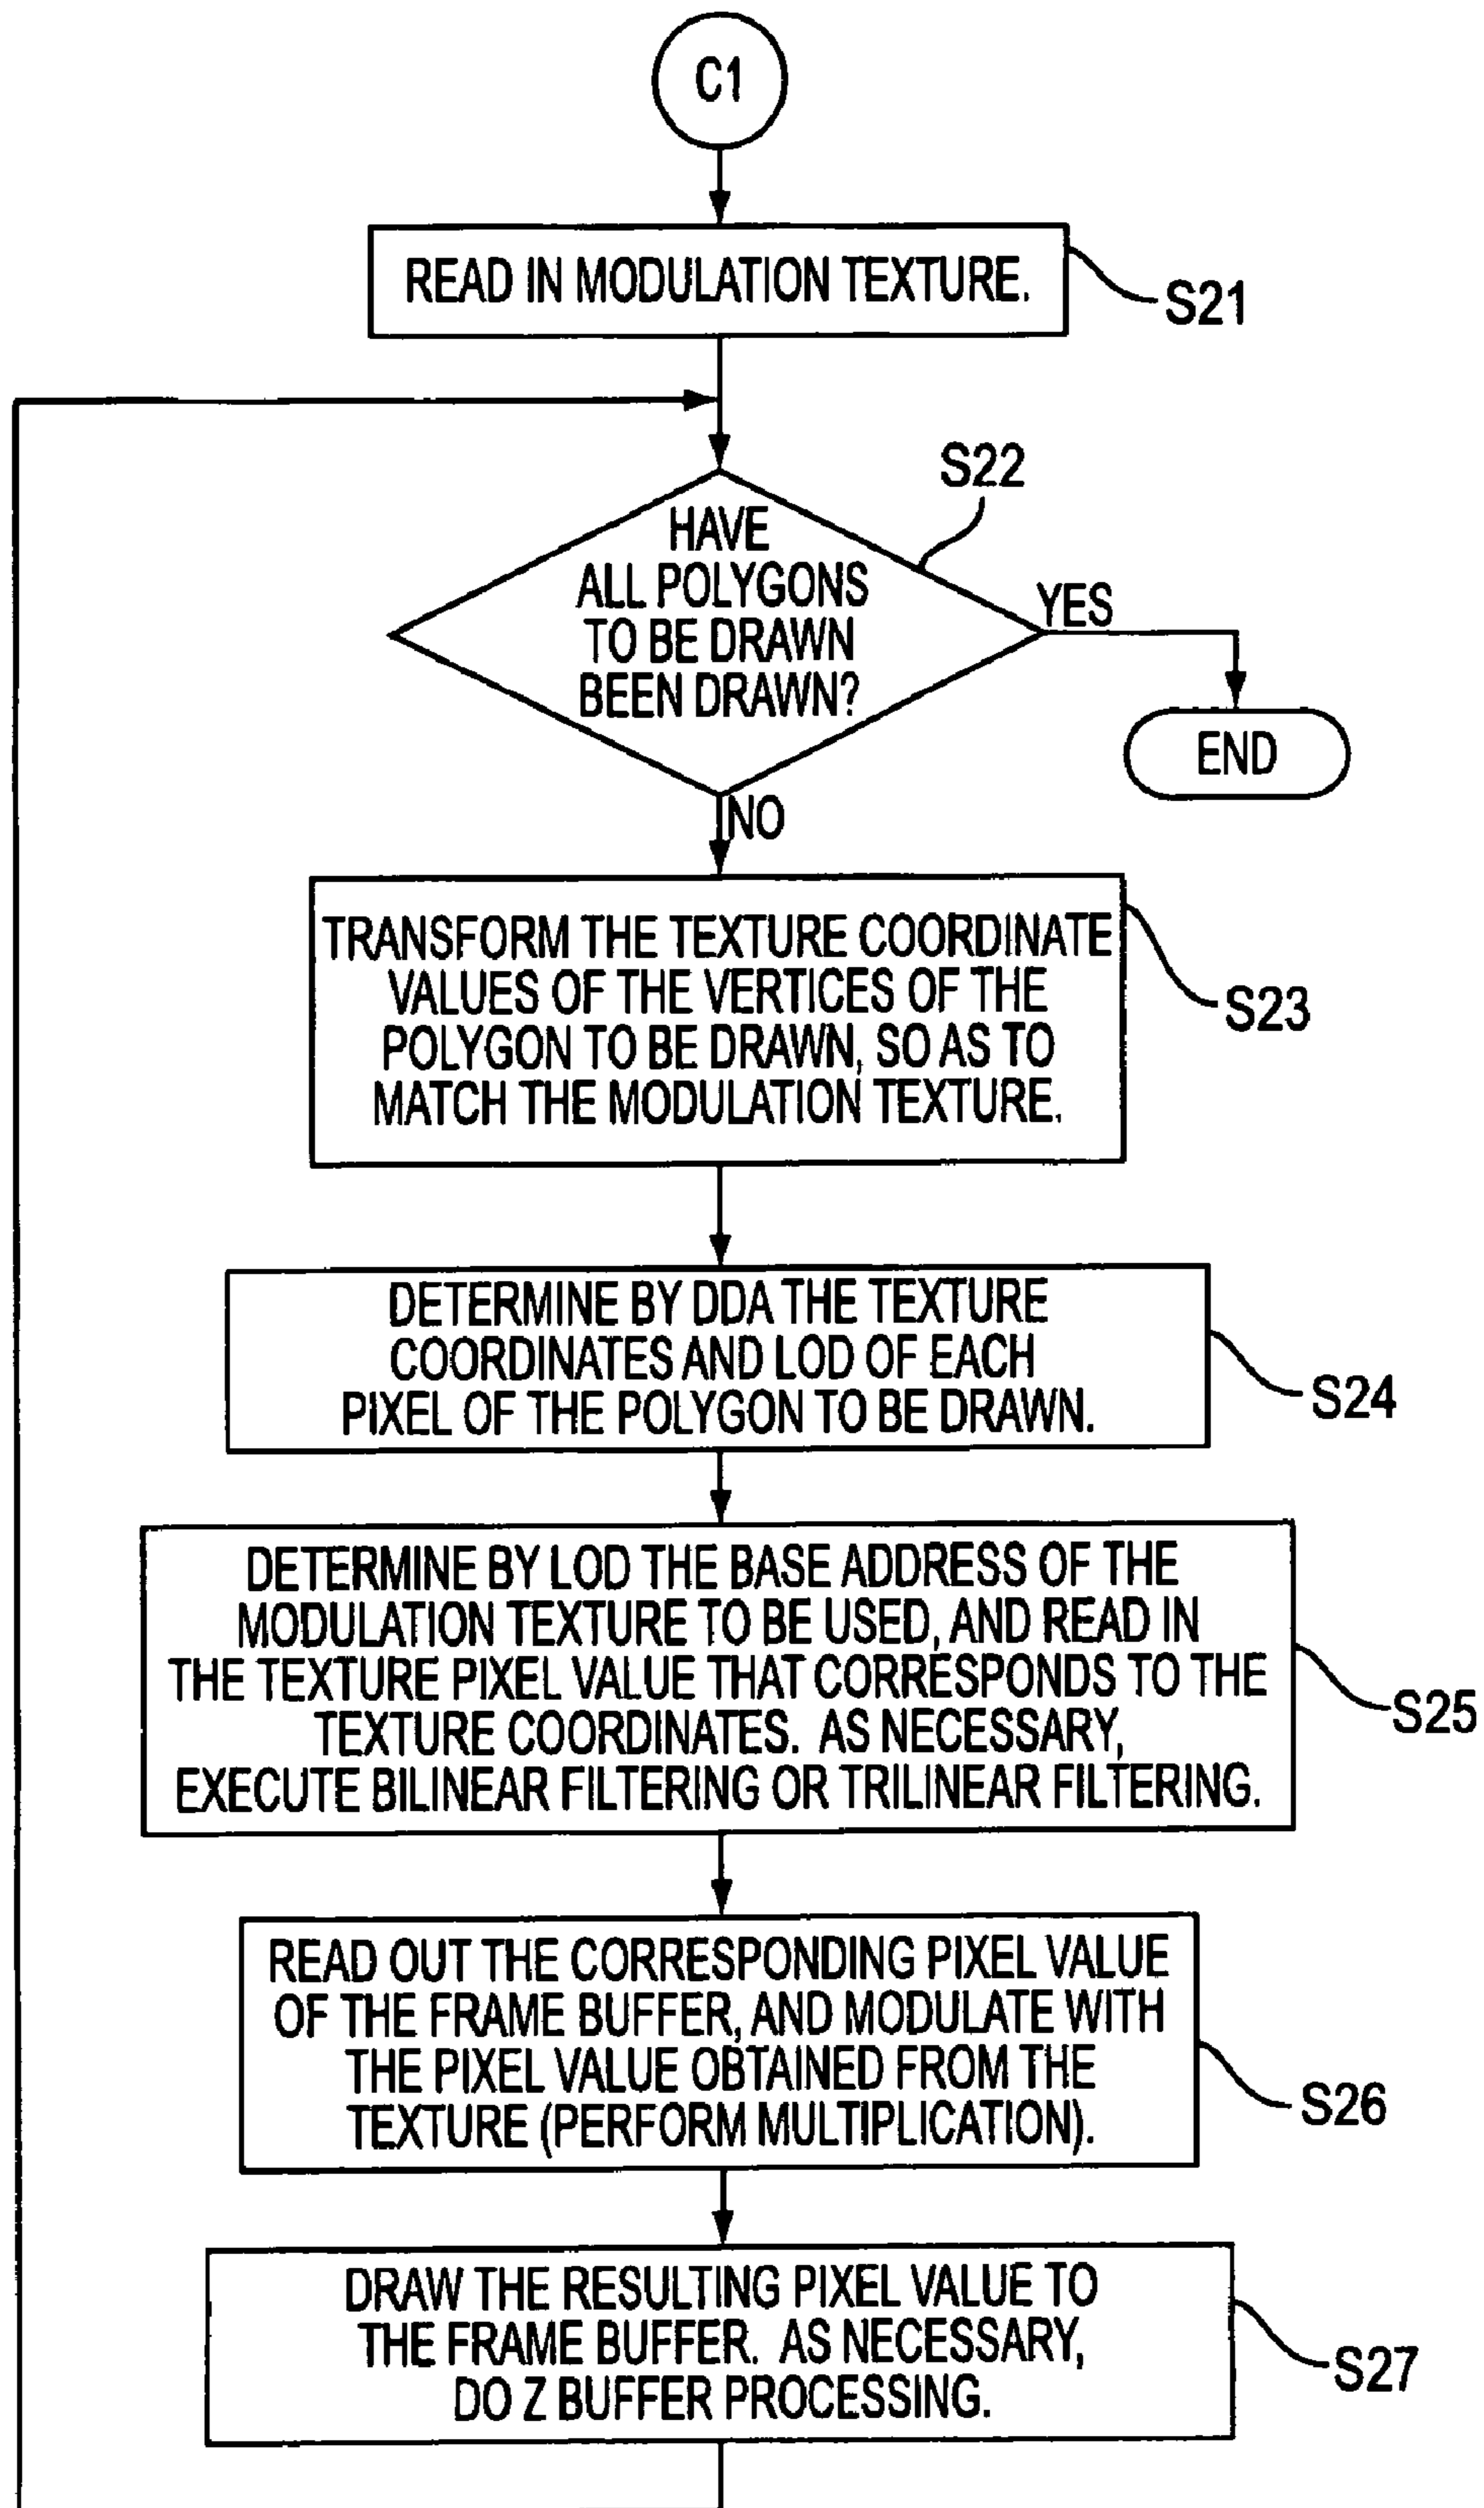 C1
READ IN MODULATION TEXTURE.
S21
S22
HAVE
ALL POLYGONS
TO BE DRAWN
BEEN DRAWN?
YES
END
NO
TRANSFORM THE TEXTURE COORDINATE
VALUES OF THE VERTICES OF THE
POLYGON TO BE DRAWN, SO AS TO
MATCH THE MODULATION TEXTURE.
S23
DETERMINE BY DDA THE TEXTURE
COORDINATES AND LOD OF EACH
PIXEL OF THE POLYGON TO BE DRAWN.
S24
DETERMINE BY LOD THE BASE ADDRESS OF THE
MODULATION TEXTURE TO BE USED, AND READ IN
THE TEXTURE PIXEL VALUE THAT CORRESPONDS TO THE
TEXTURE COORDINATES. AS NECESSARY,
EXECUTE BILINEAR FILTERING OR TRILINEAR FILTERING.
S25
READ OUT THE CORRESPONDING PIXEL VALUE
OF THE FRAME BUFFER, AND MODULATE WITH
THE PIXEL VALUE OBTAINED FROM THE
TEXTURE (PERFORM MULTIPLICATION).
S26
DRAW THE RESULTING PIXEL VALUE TO
THE FRAME BUFFER. AS NECESSARY,
DO Z BUFFER PROCESSING.
S27